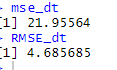 > mse_dt
[1] 21.95564
> RMSE_dt
[1] 4.685685
>